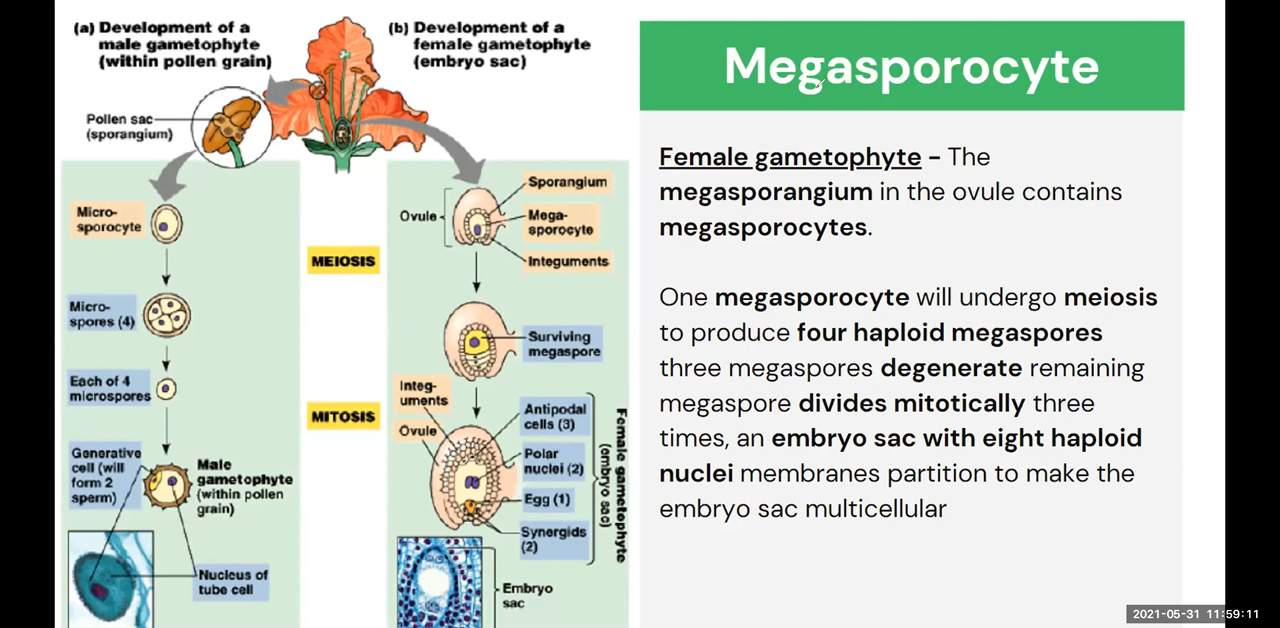 (a) Development of a
male gametophyte
(within pollen grain)
Pollen sac
(sporangium)
Micro-
sporocyte
Micro-
spores (4)
Each of 4
microspores
Generative
cell (will
form 2
sperm)
Male
gametophyte
(within pollen
grain)
Nucleus of
tube cell
MEIOSIS
MITOSIS
(b) Development of a
female gametophyte
(embryo sac)
Ovule
Sporangium
Mega-
sporocyte
Integuments
Surviving
megaspore
Integ-
uments
Ovule
Antipodal
cells (3)
Polar
nuclei (2)
Egg (1)
Synergids
(2)
Female gametophyte
(embryo sac)
Embryo
sac
Megasporocyte
Female gametophyte – The
megasporangium in the ovule contains
megasporocytes.
One megasporocyte will undergo meiosis
to produce four haploid megaspores
three megaspores degenerate remaining
megaspore divides mitotically three
times, an embryo sac with eight haploid
nuclei membranes partition to make the
embryo sac multicellular
2021-05-31 11:59:11